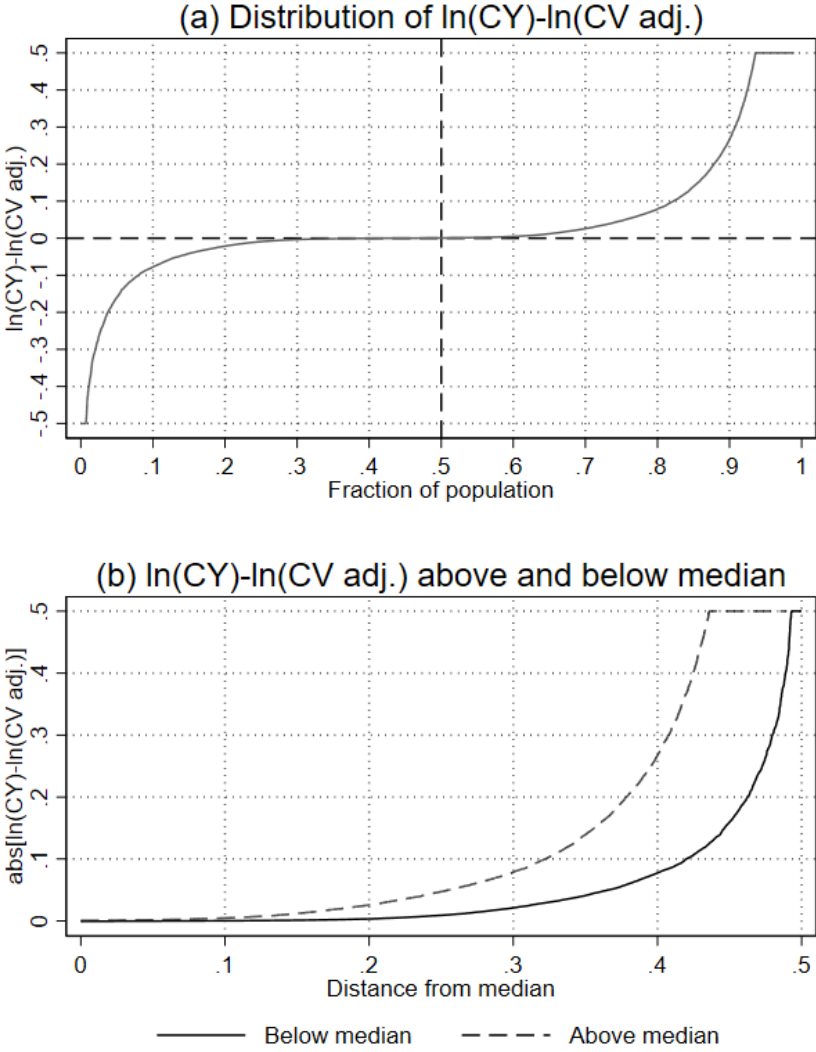 (a) Distribution of ln(CY)-ln(CV adj.)
ln(CY)-ln(CV adj.)
.5
.4
.3
.2
.1
0
-.1
-.2
-.3
-.4
-.5
0 .1 .2 .3 .4 .5 .6 .7 .8 .9 1
Fraction of population
(b) ln(CY)-ln(CV adj.) above and below median
abs[ln(CY)-ln(CV adj.)]
.5
.4
.3
.2
.1
0
0 .1 .2 .3 .4 .5
Distance from median
Below median Above median